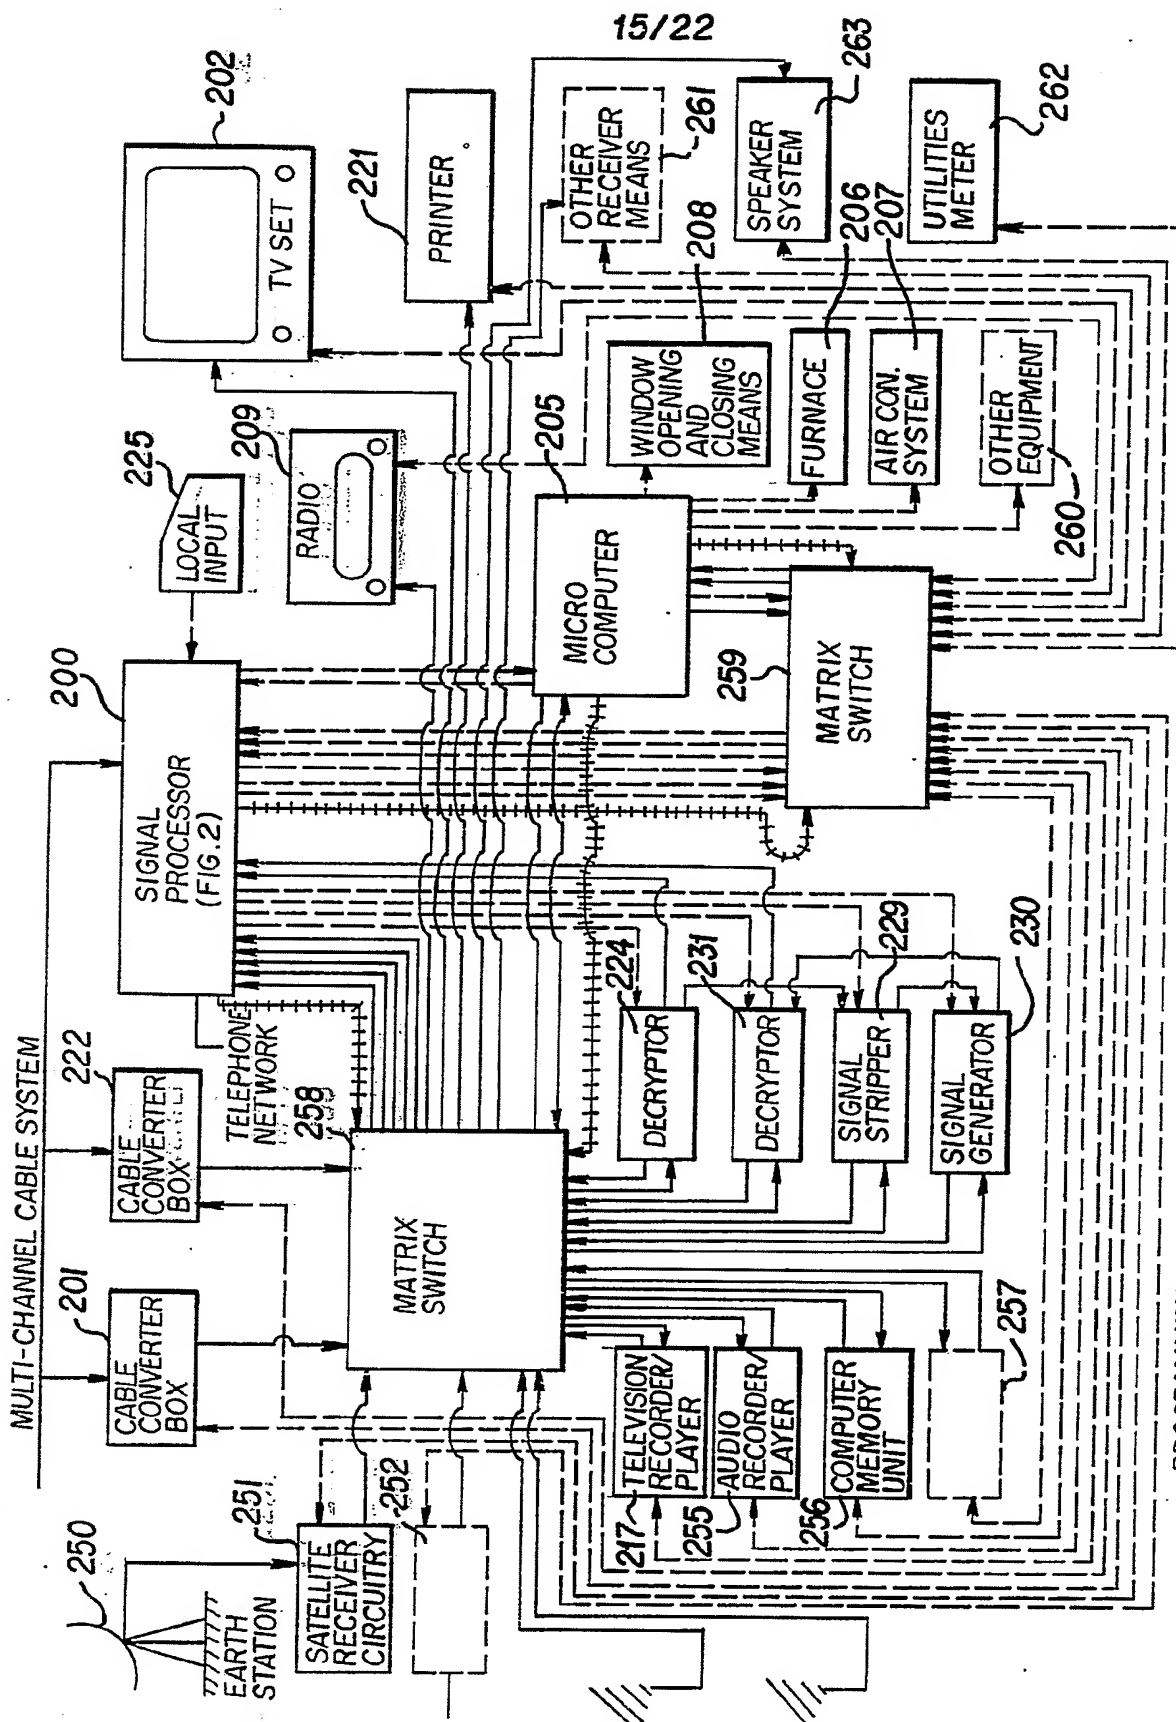 15/22
MULTI-CHANNEL CABLE SYSTEM
250
EARTH
STATION
251
SATELLITE
RECEIVER
CIRCUITRY
252
201
CABLE
CONVERTER
BOX
222
CABLE
CONVERTER
BOX
TELEPHONE
NETWORK
200
SIGNAL
PROCESSOR
(FIG. 2)
225
LOCAL
INPUT
209
RADIO
202
TV SET
221
PRINTER
OTHER
RECEIVER
MEANS
261
SPEAKER
SYSTEM
263
UTILITIES
METER
262
258
MATRIX
SWITCH
205
MICRO
COMPUTER
208
WINDOW
OPENING
AND
CLOSING
MEANS
FURNACE
206
AIR CON.
SYSTEM
207
OTHER
EQUIPMENT
260
259
MATRIX
SWITCH
224
DECRYPTOR
231
DECRYPTOR
SIGNAL
STRIPPER
229
SIGNAL
GENERATOR
230
217
TELEVISION
RECORDER/
PLAYER
255
AUDIO
RECORDER/
PLAYER
256
COMPUTER
MEMORY
UNIT
257